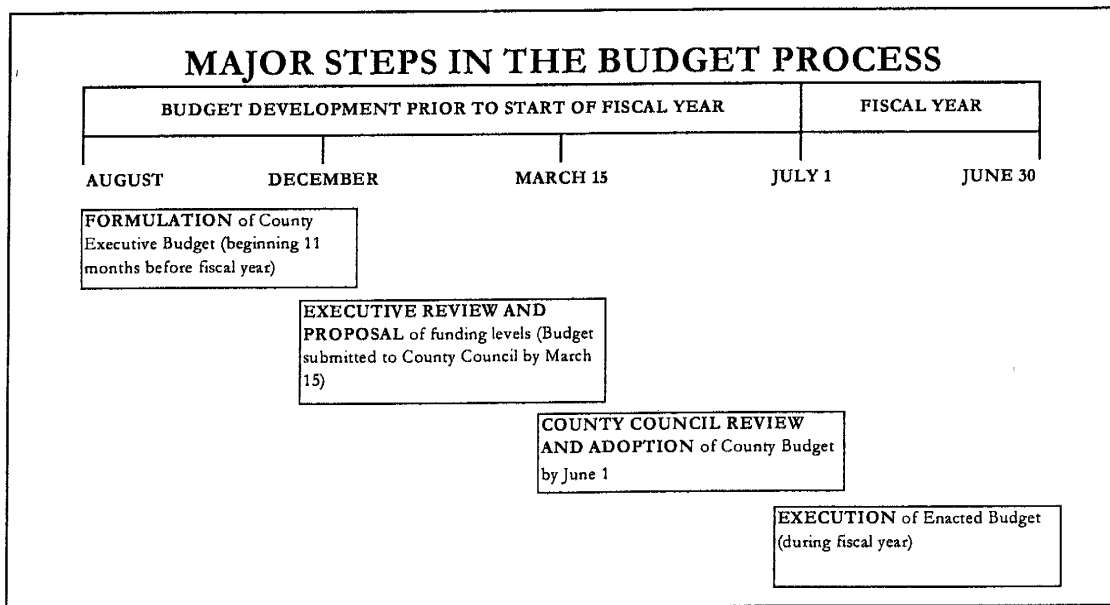 MAJOR STEPS IN THE BUDGET PROCESS
BUDGET DEVELOPMENT PRIOR TO START OF FISCAL YEAR
FISCAL YEAR
AUGUST
DECEMBER
MARCH 15
JULY 1
JUNE 30
FORMULATION of County
Executive Budget (beginning 11
months before fiscal year)
EXECUTIVE REVIEW AND
PROPOSAL of funding levels (Budget
submitted to County Council by March
15)
COUNTY COUNCIL REVIEW
AND ADOPTION of County Budget
by June 1
EXECUTION of Enacted Budget
(during fiscal year)